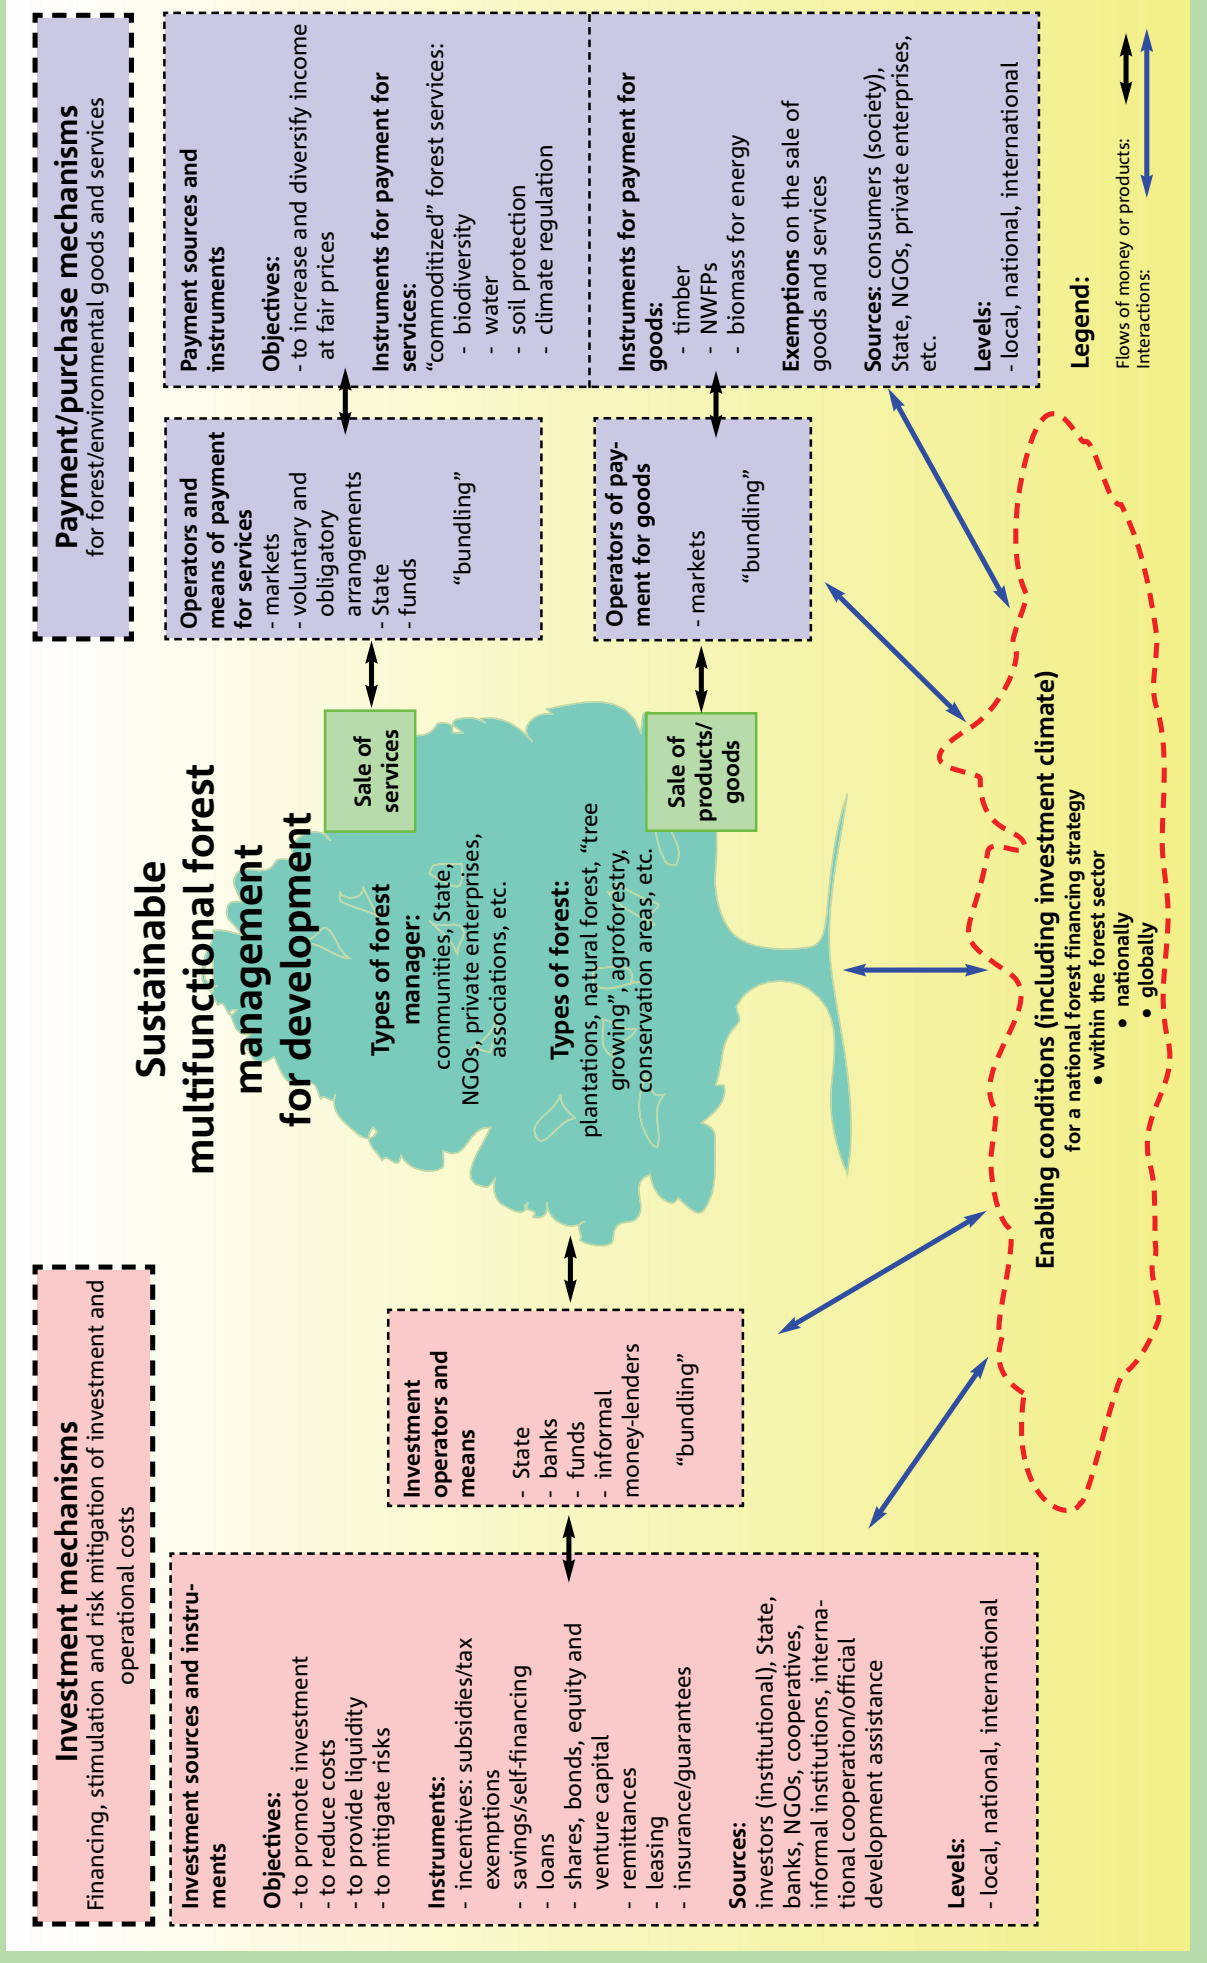 Investment mechanisms
Financing, stimulation and risk mitigation of investment and
operational costs
Investment sources and instru-
ments
Objectives:
- to promote investment
- to reduce costs
- to provide liquidity
- to mitigate risks
Instruments:
- incentives: subsidies/tax
exemptions
- savings/self-financing
- loans
- shares, bonds, equity and
venture capital
- remittances
- leasing
- insurance/guarantees
Sources:
investors (institutional), State,
banks, NGOs, cooperatives,
informal institutions, interna-
tional cooperation/official
development assistance
Levels:
- local, national, international
Investment
operators and
means
- State
- banks
- funds
- informal
money-lenders
“bundling”
Sustainable
multifunctional forest
management
for development
Types of forest
manager:
communities, State,
NGOs, private enterprises,
associations, etc.
Types of forest:
plantations, natural forest, “tree
growing”, agroforestry,
conservation areas, etc.
Sale of
services
Sale of
products/
goods
Payment/purchase mechanisms
for forest/environmental goods and services
Operators and
means of payment
for services
- markets
- voluntary and
obligatory
arrangements
- State
- funds
“bundling”
Operators of pay-
ment for goods
- markets
“bundling”
Payment sources and
instruments
Objectives:
- to increase and diversify income
at fair prices
Instruments for payment for
services:
“commoditized” forest services:
- biodiversity
- water
- soil protection
- climate regulation
Instruments for payment for
goods:
- timber
- NWFPs
- biomass for energy
Exemptions on the sale of
goods and services
Sources: consumers (society),
State, NGOs, private enterprises,
etc.
Levels:
- local, national, international
Enabling conditions (including investment climate)
for a national forest financing strategy
• within the forest sector
• nationally
• globally
Legend:
Flows of money or products:
Interactions: